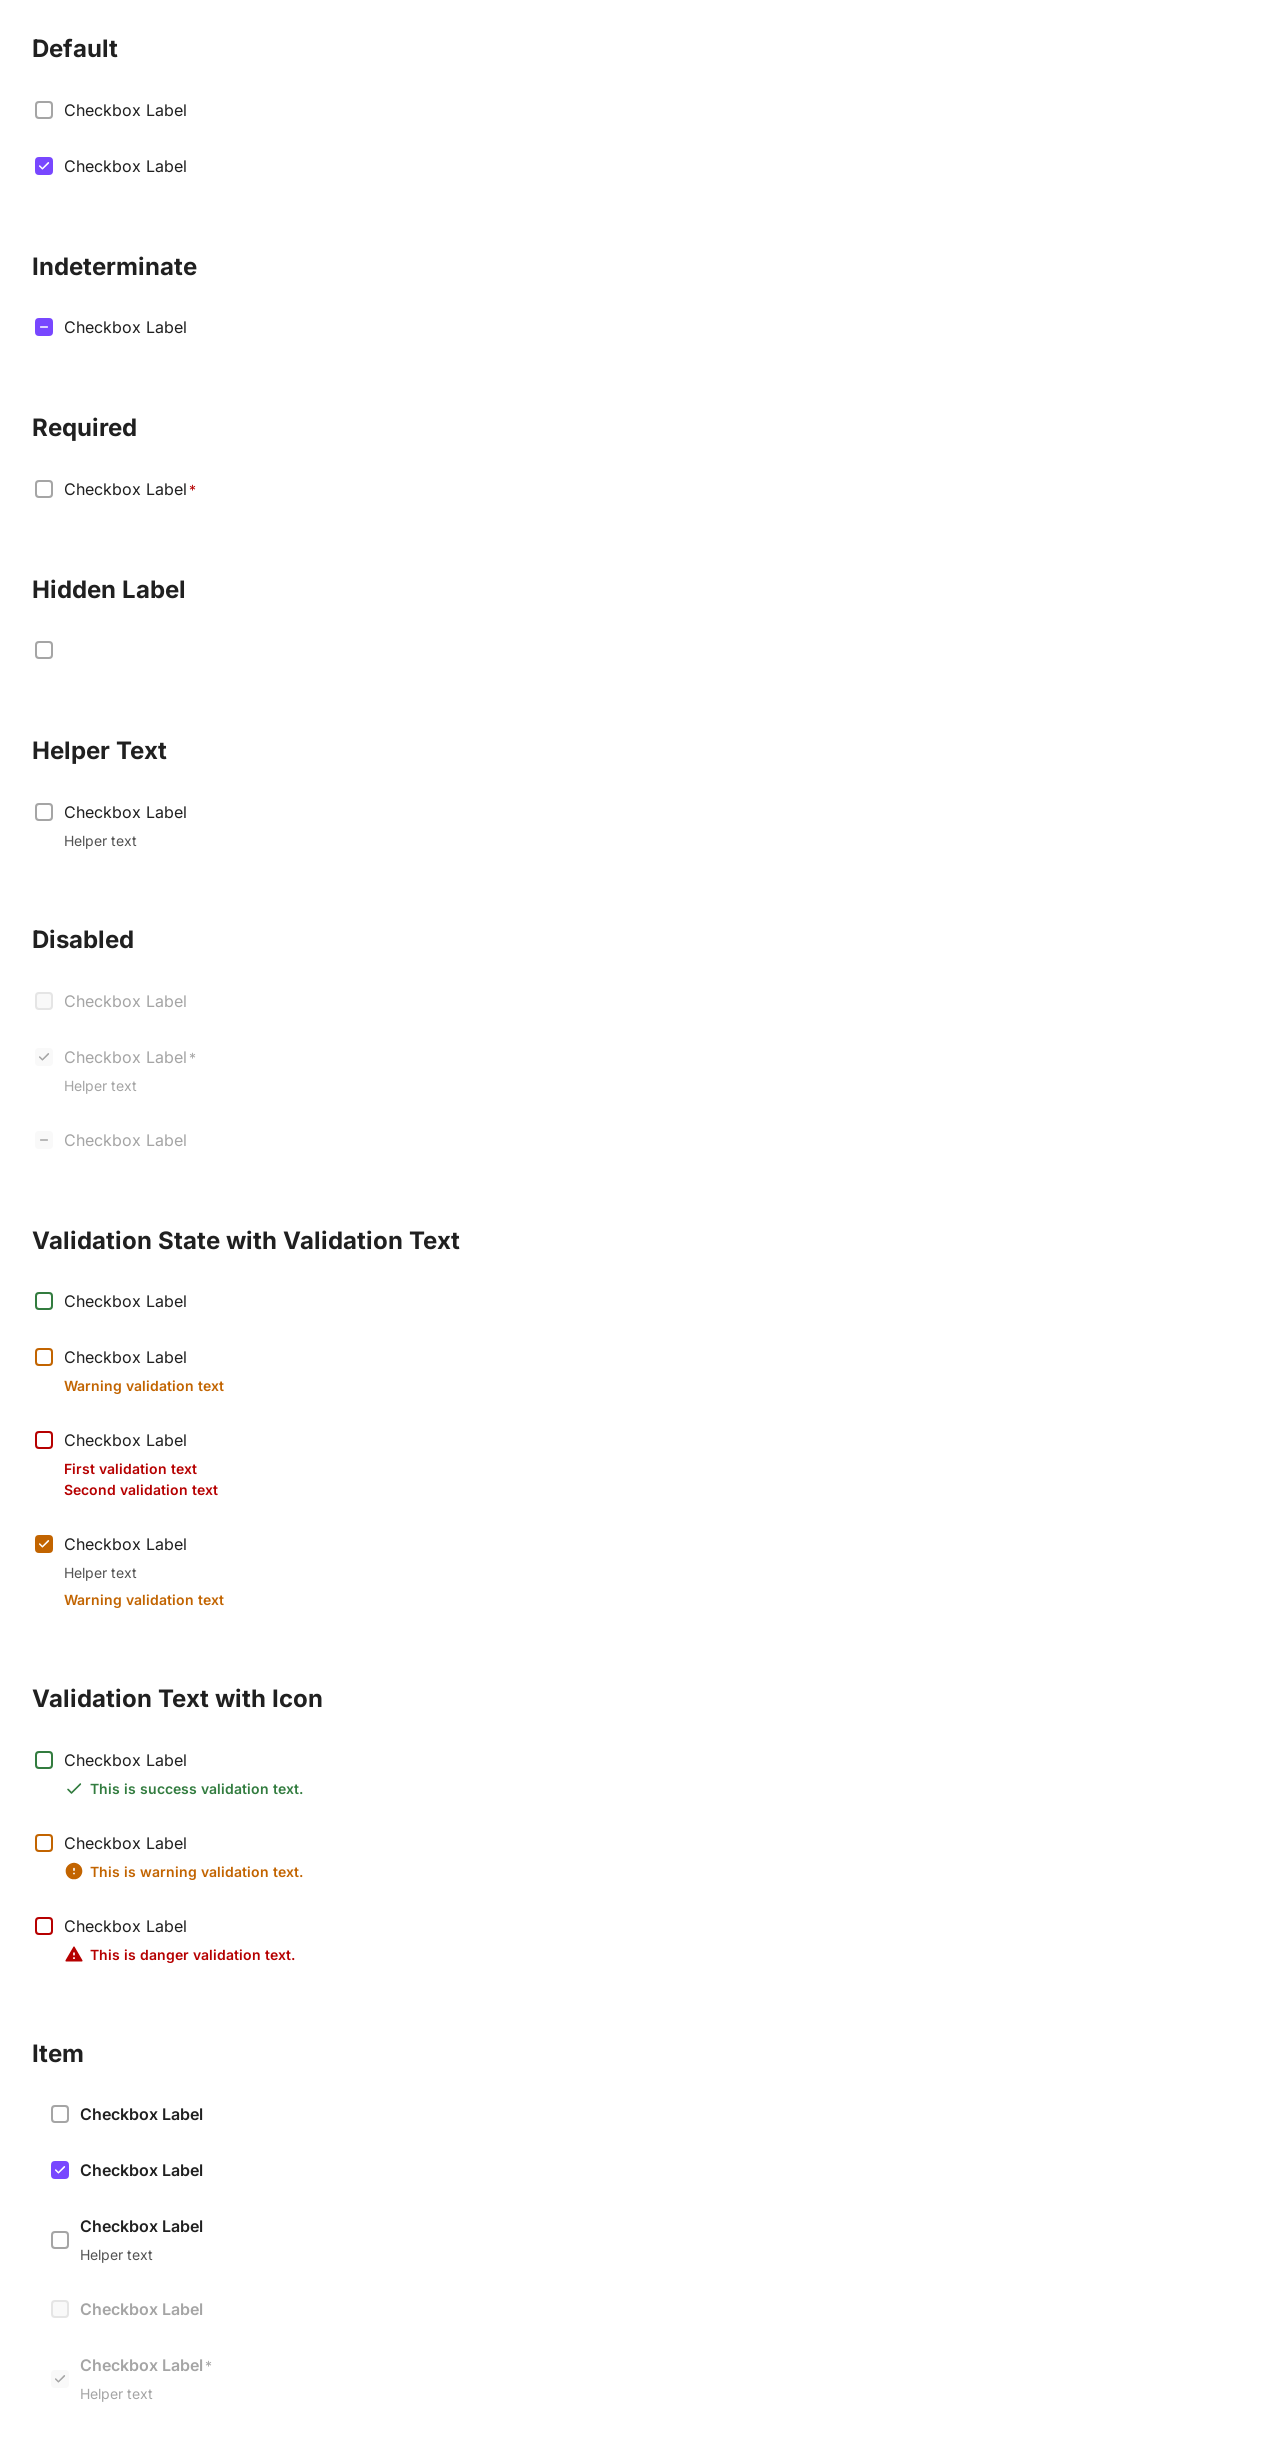 Default
Checkbox Label
Checkbox Label
Indeterminate
Checkbox Label
Required
Checkbox Label*
Hidden Label
Helper Text
Checkbox Label
Helper text
Disabled
Checkbox Label
Checkbox Label*
Helper text
Checkbox Label
Validation State with Validation Text
Checkbox Label
Checkbox Label
Warning validation text
Checkbox Label
First validation text
Second validation text
Checkbox Label
Helper text
Warning validation text
Validation Text with Icon
Checkbox Label
This is success validation text.
Checkbox Label
This is warning validation text.
Checkbox Label
This is danger validation text.
Item
Checkbox Label
Checkbox Label
Checkbox Label
Helper text
Checkbox Label
Checkbox Label*
Helper text